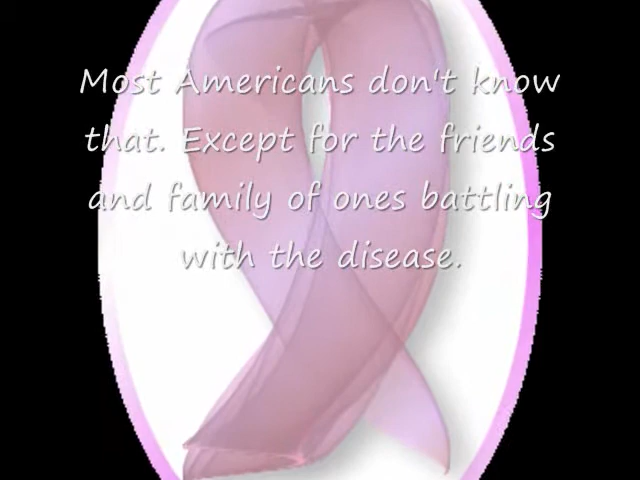 Most Americans don't know
that. Except for the friends
and family of ones battling
with the disease.